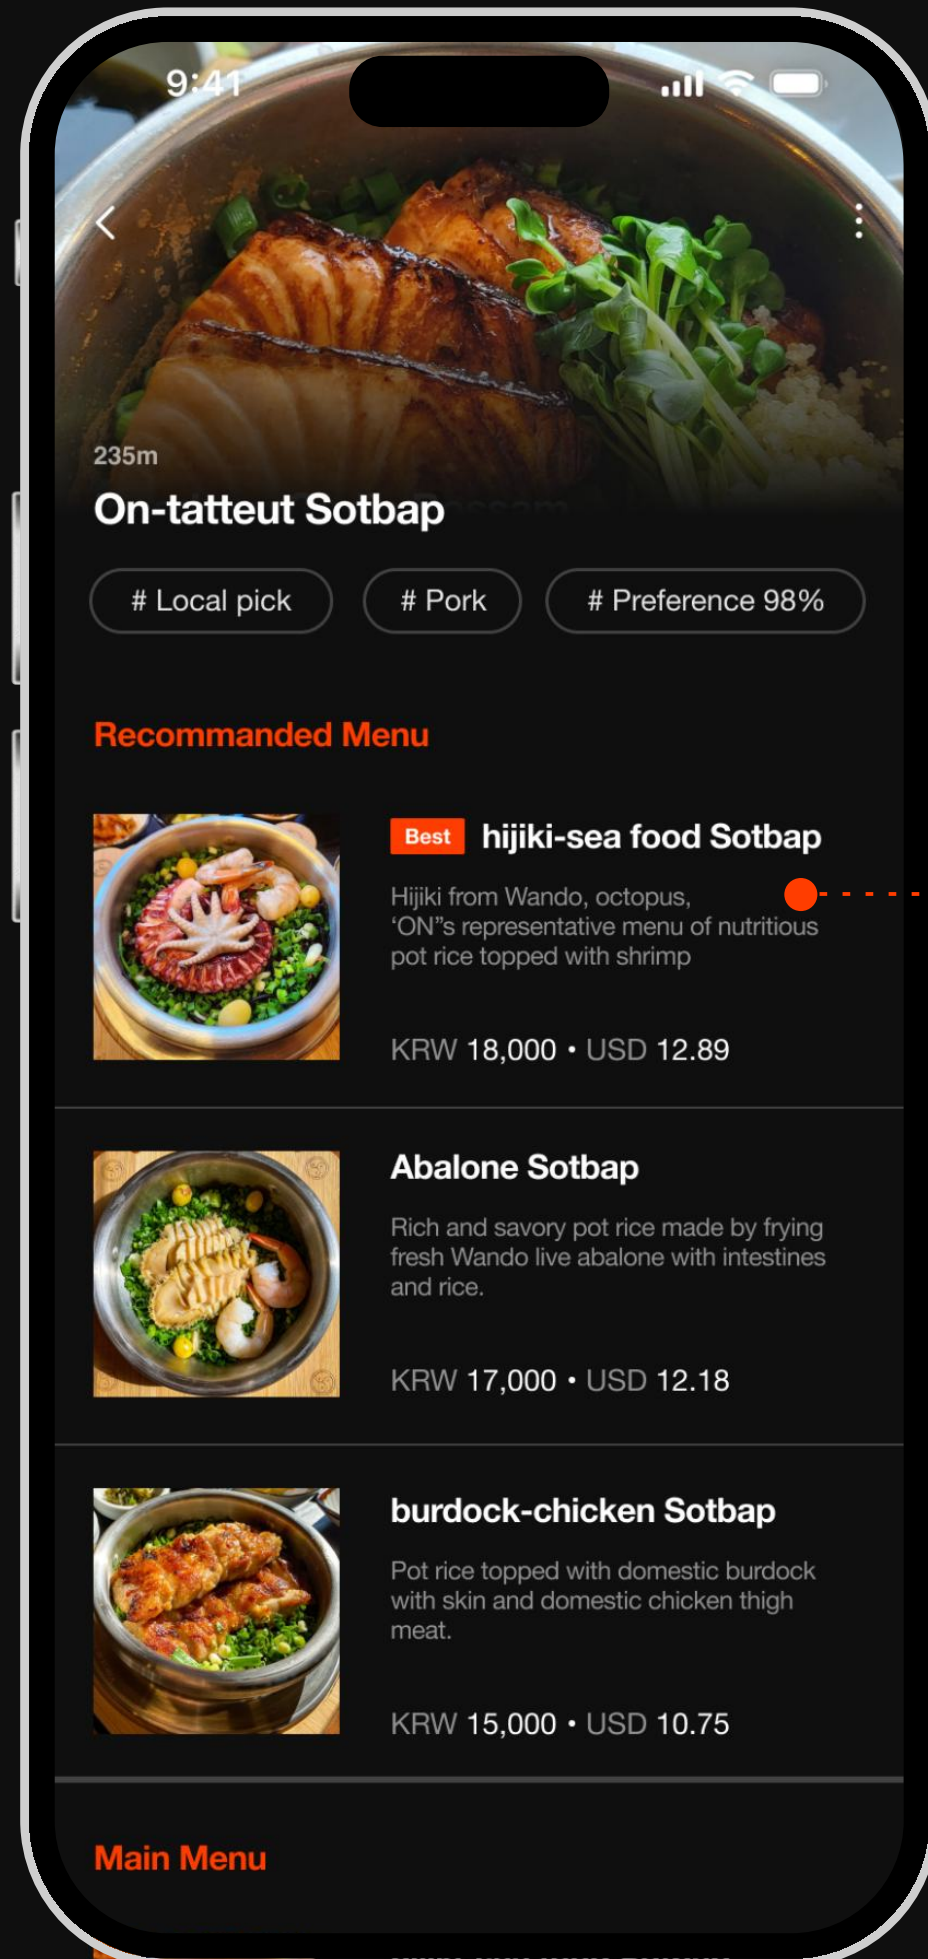 9:41
235m
On-tatteut Sotbap
# Local pick
# Pork
# Preference 98%
Recommanded Menu
Best hijiki-sea food Sotbap
Hijiki from Wando, octopus,
‘ON”s representative menu of nutritious
pot rice topped with shrimp
KRW 18,000 • USD 12.89
Abalone Sotbap
Rich and savory pot rice made by frying
fresh Wando live abalone with intestines
and rice.
KRW 17,000 • USD 12.18
burdock-chicken Sotbap
Pot rice topped with domestic burdock
with skin and domestic chicken thigh
meat.
KRW 15,000 • USD 10.75
Main Menu